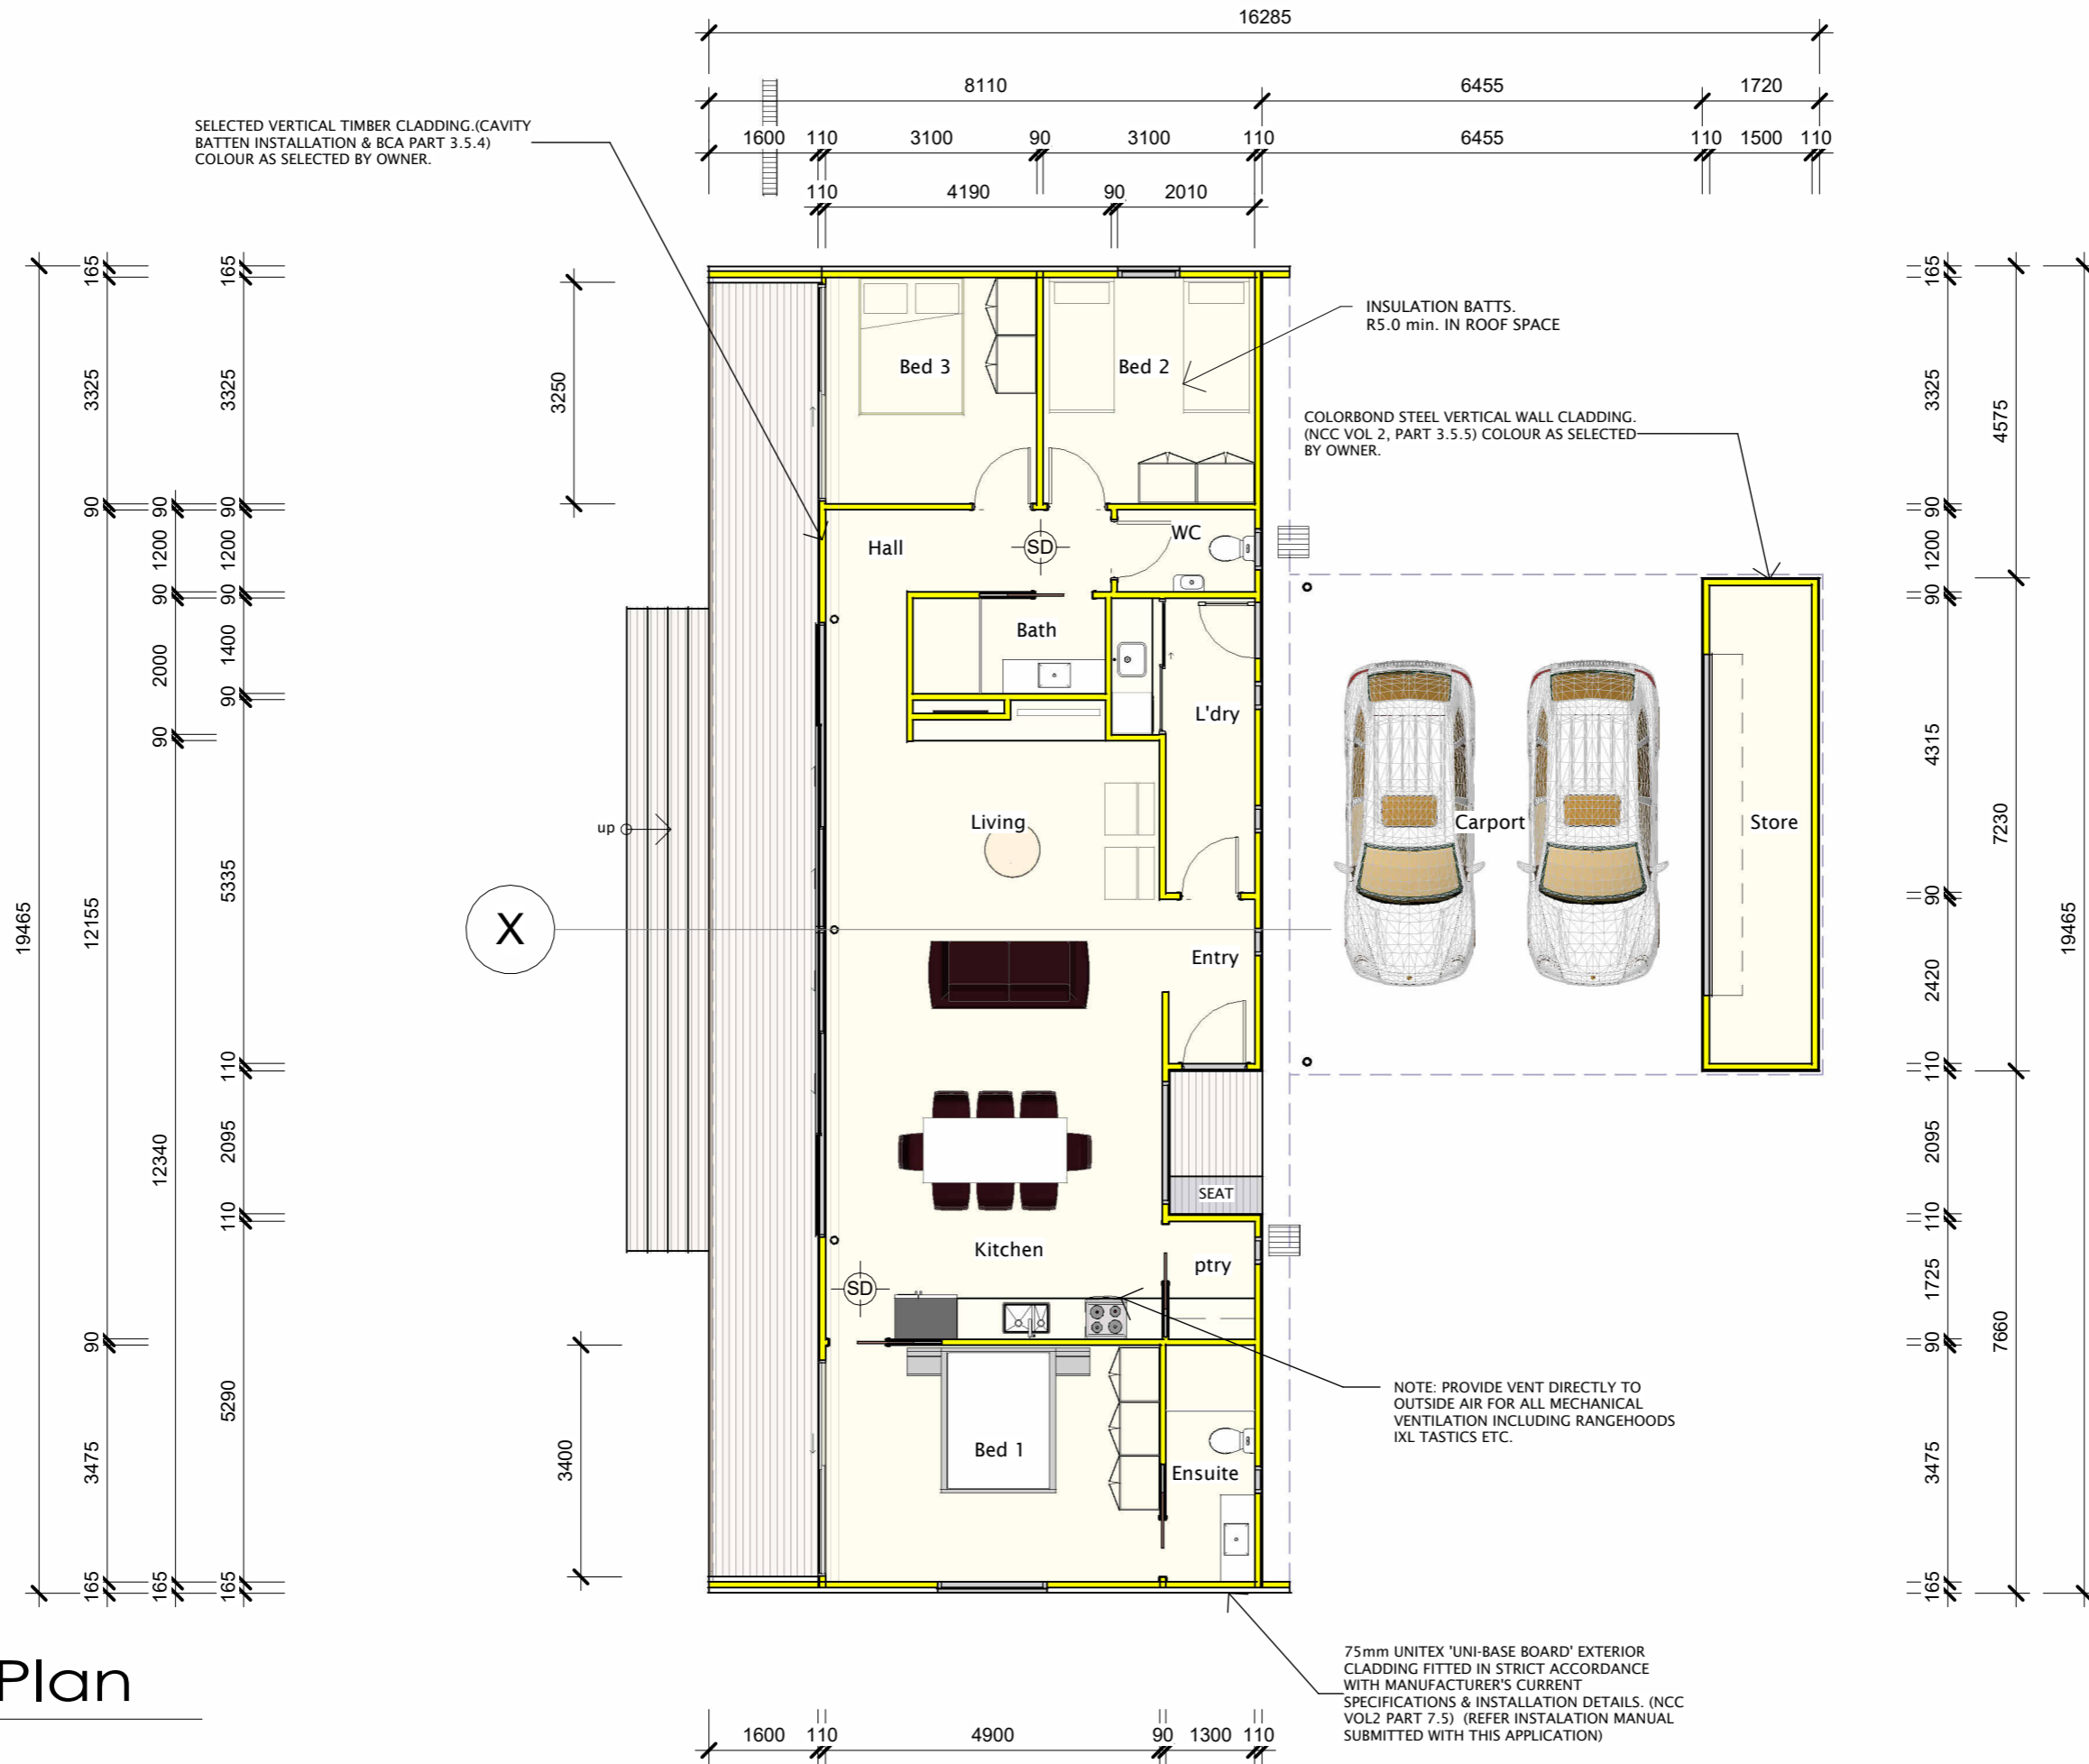 16285
8110 6455 1720
1600 110 3100 90 3100 110 6455 110 1500 110
110 4190 90 2010
SELECTED VERTICAL TIMBER CLADDING.(CAVITY
BATTEN INSTALLATION & BCA PART 3.5.4)
COLOUR AS SELECTED BY OWNER.
INSULATION BATTS.
R5.0 min. IN ROOF SPACE
COLORBOND STEEL VERTICAL WALL CLADDING.
(NCC VOL 2, PART 3.5.5) COLOUR AS SELECTED
BY OWNER.
19465
165
3325
90
12155
90
3475
165
90
1200
90
2000
90
12340
165
165
3325
90
1200
90
1400
90
5335
110
2095
110
5290
165
3250
3400
Bed 3
Bed 2
Hall
SD
WC
Bath
L'dry
Living
up
Carport
Store
X
Entry
SEAT
Kitchen
ptry
SD
Bed 1
Ensuite
165
3325
90
1200
90
4315
90
2420
110
2095
110
1725
90
3475
165
4575
7230
7660
19465
NOTE: PROVIDE VENT DIRECTLY TO
OUTSIDE AIR FOR ALL MECHANICAL
VENTILATION INCLUDING RANGEHOODS
IXL TASTICS ETC.
75mm UNITEX 'UNI-BASE BOARD' EXTERIOR
CLADDING FITTED IN STRICT ACCORDANCE
WITH MANUFACTURER'S CURRENT
SPECIFICATIONS & INSTALLATION DETAILS. (NCC
VOL2 PART 7.5) (REFER INSTALATION MANUAL
SUBMITTED WITH THIS APPLICATION)
Plan
1600 110 4900 90 1300 110